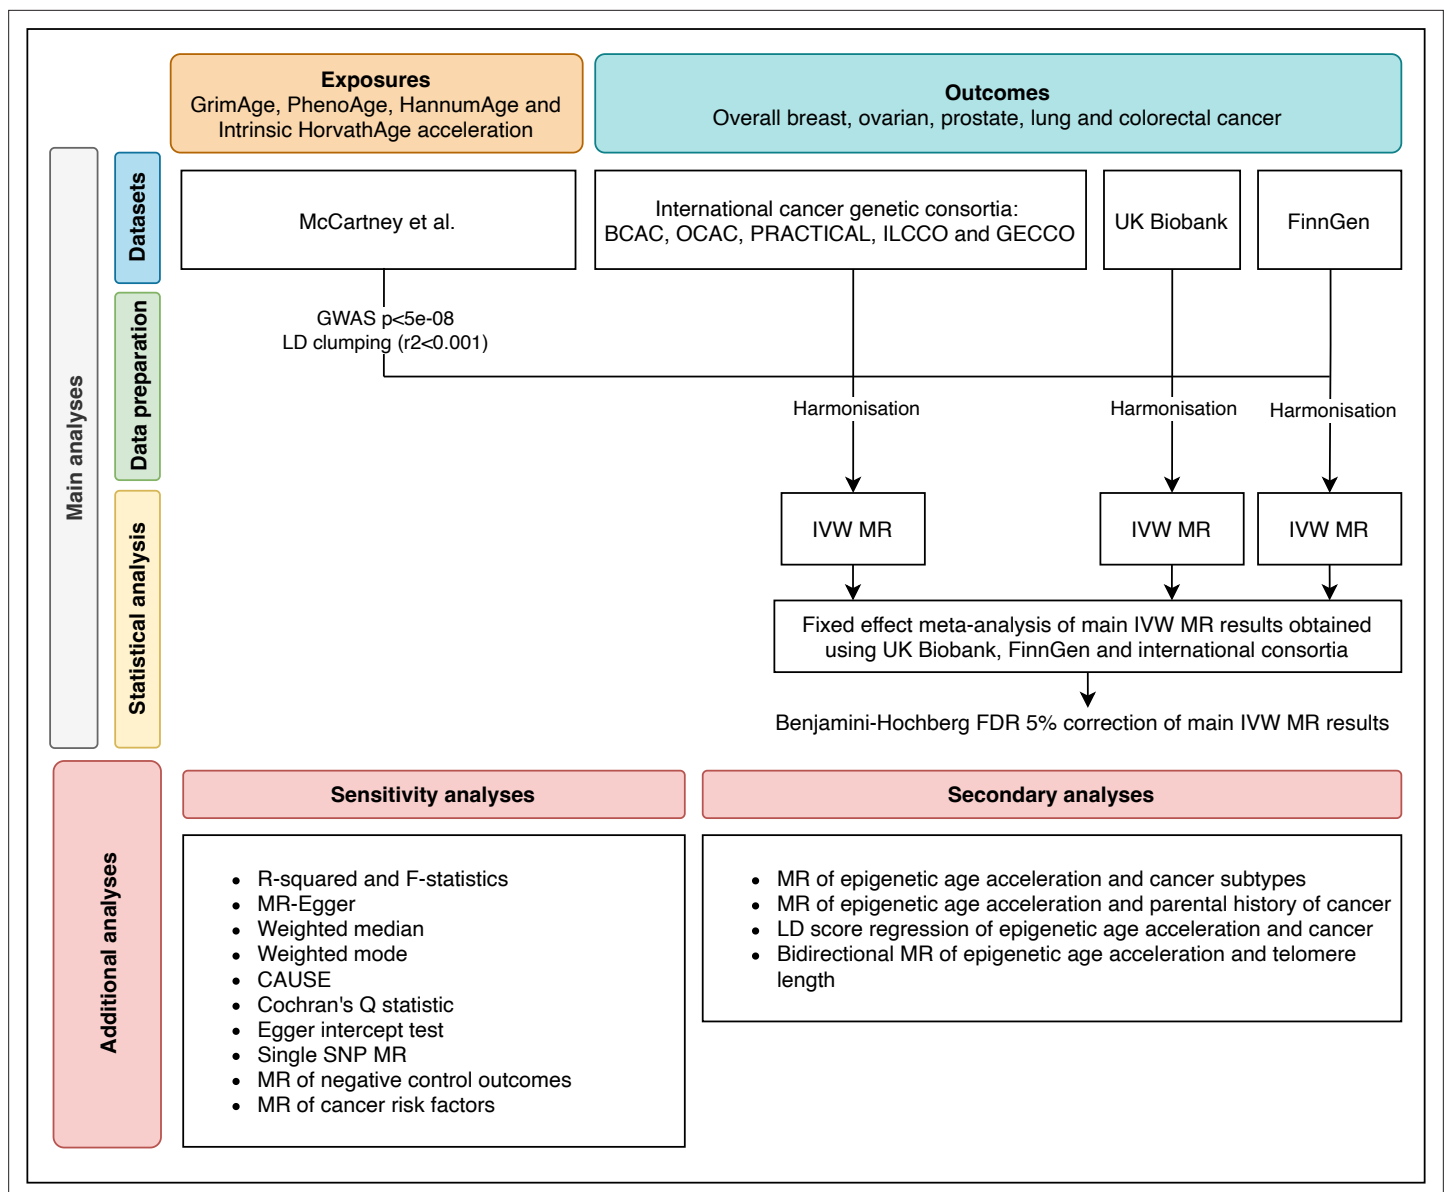 Exposures
GrimAge, PhenoAge, HannumAge and
Intrinsic HorvathAge acceleration
Outcomes
Overall breast, ovarian, prostate, lung and colorectal cancer
Main analyses
Datasets
McCartney et al.
International cancer genetic consortia:
BCAC, OCAC, PRACTICAL, ILCCO and GECCO
UK Biobank
FinnGen
Data preparation
GWAS p<5e-08
LD clumping (r2<0.001)
Harmonisation
Harmonisation
Harmonisation
Statistical analysis
IVW MR
IVW MR
IVW MR
Fixed effect meta-analysis of main IVW MR results obtained
using UK Biobank, FinnGen and international consortia
Benjamini-Hochberg FDR 5% correction of main IVW MR results
Additional analyses
Sensitivity analyses
• R-squared and F-statistics
• MR-Egger
• Weighted median
• Weighted mode
• CAUSE
• Cochran's Q statistic
• Egger intercept test
• Single SNP MR
• MR of negative control outcomes
• MR of cancer risk factors
Secondary analyses
• MR of epigenetic age acceleration and cancer subtypes
• MR of epigenetic age acceleration and parental history of cancer
• LD score regression of epigenetic age acceleration and cancer
• Bidirectional MR of epigenetic age acceleration and telomere
length